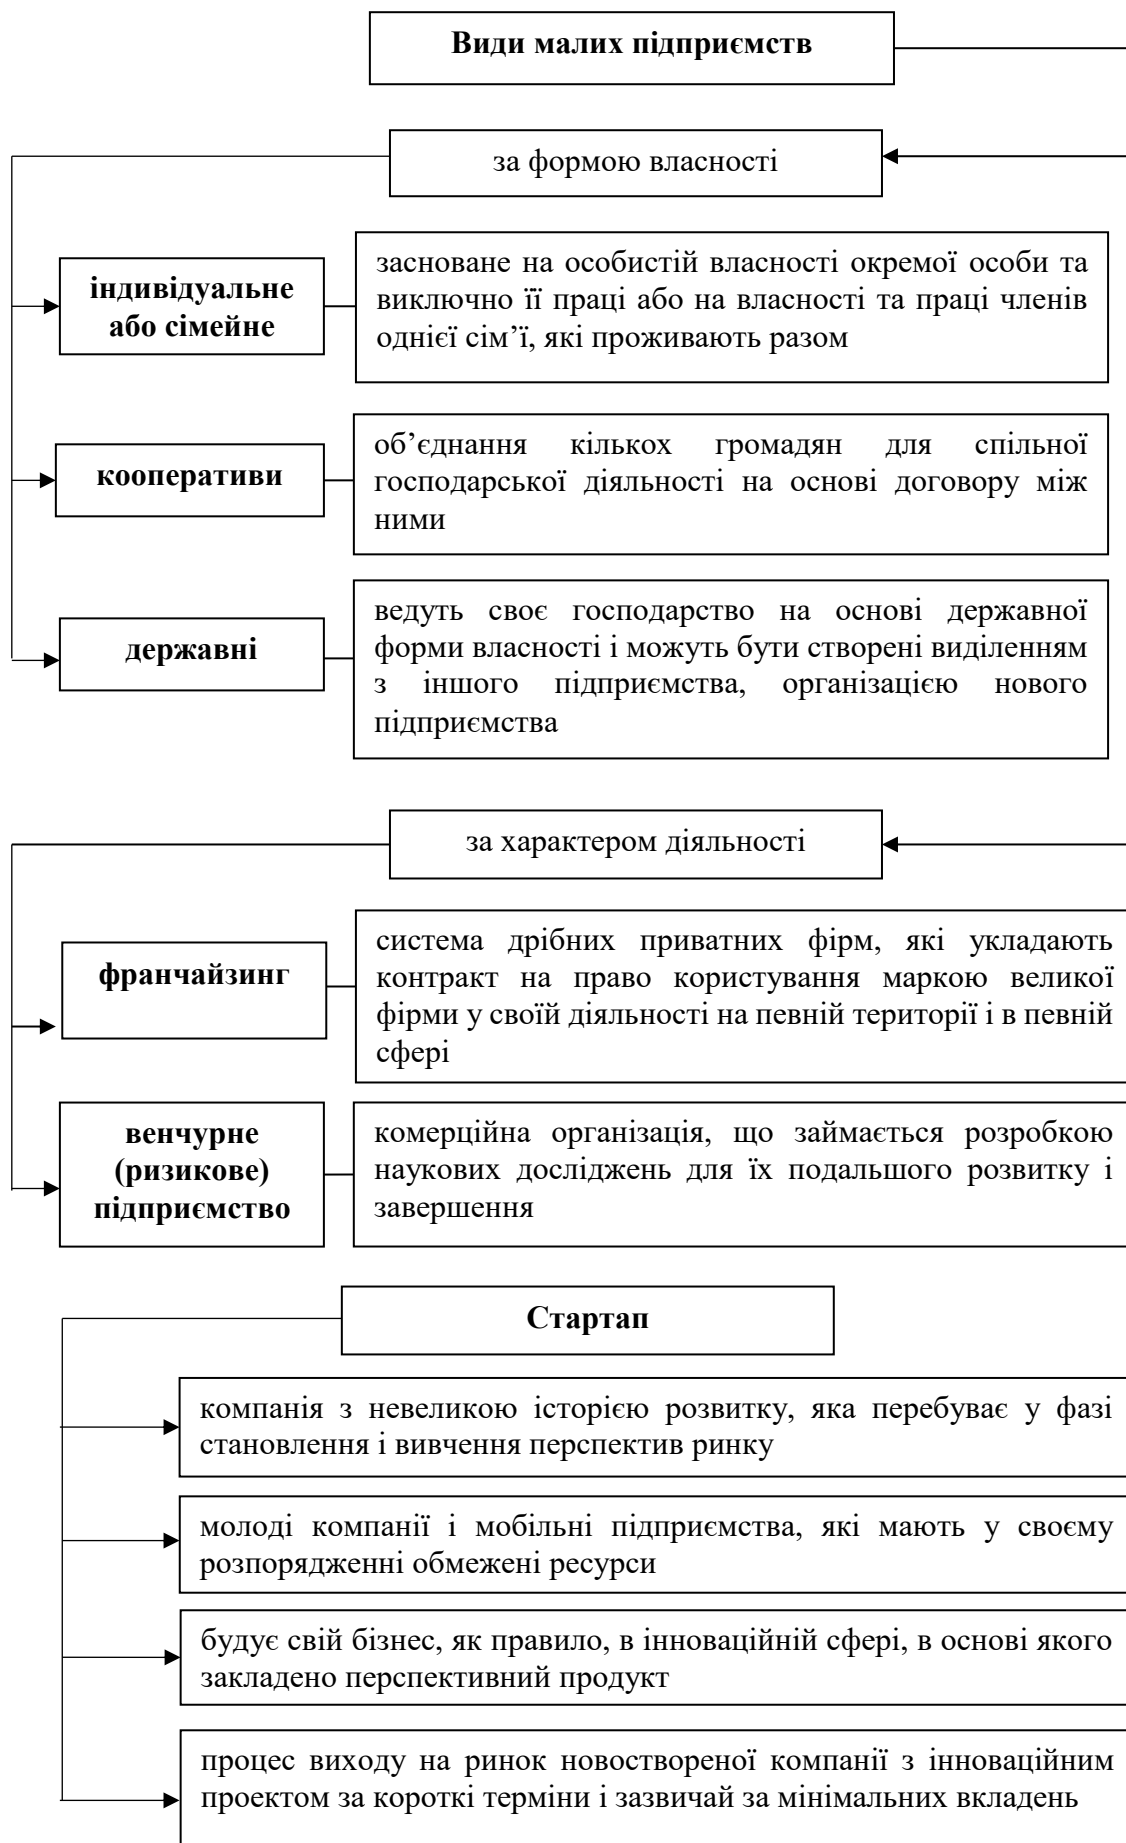 Види малих підприємств
за формою власності
індивідуальне
або сімейне
засноване на особистій власності окремої особи та
виключно її праці або на власності та праці членів
однієї сім’ї, які проживають разом
кооперативи
об’єднання кількох громадян для спільної
господарської діяльності на основі договору між
ними
державні
ведуть своє господарство на основі державної
форми власності і можуть бути створені виділенням
з іншого підприємства, організацією нового
підприємства
за характером діяльності
франчайзинг
система дрібних приватних фірм, які укладають
контракт на право користування маркою великої
фірми у своїй діяльності на певній території і в певній
сфері
венчурне
(ризикове)
підприємство
комерційна організація, що займається розробкою
наукових досліджень для їх подальшого розвитку і
завершення
Стартап
компанія з невеликою історією розвитку, яка перебуває у фазі
становлення і вивчення перспектив ринку
молоді компанії і мобільні підприємства, які мають у своєму
розпорядженні обмежені ресурси
будує свій бізнес, як правило, в інноваційній сфері, в основі якого
закладено перспективний продукт
процес виходу на ринок новоствореної компанії з інноваційним
проектом за короткі терміни і зазвичай за мінімальних вкладень